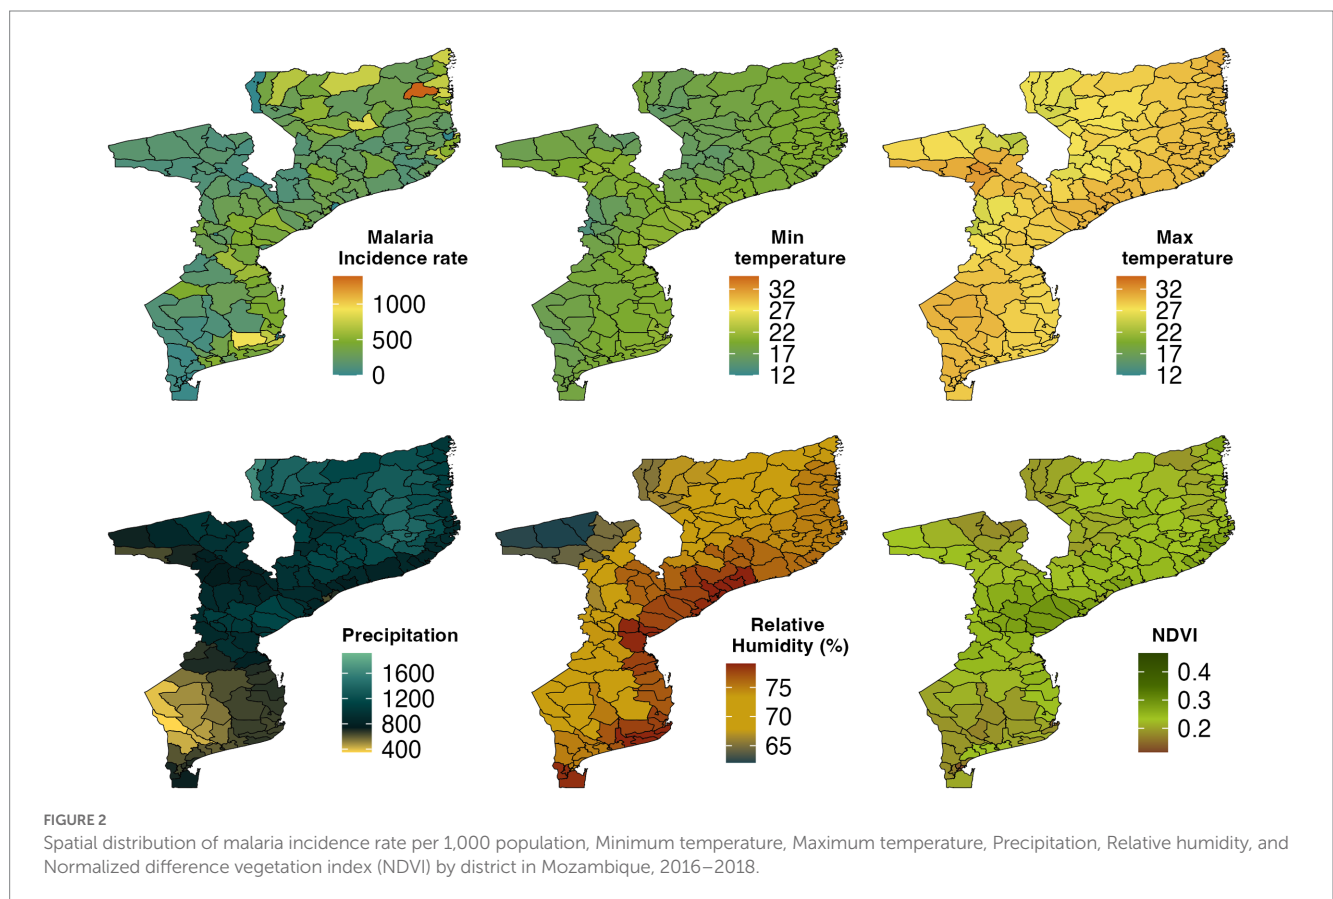 Malaria
Incidence rate
1000
500
0
Min
temperature
32
27
22
17
12
Max
temperature
32
27
22
17
12
Precipitation
1600
1200
800
400
Relative
Humidity (%)
75
70
65
NDVI
0.4
0.3
0.2
FIGURE 2
Spatial distribution of malaria incidence rate per 1,000 population, Minimum temperature, Maximum temperature, Precipitation, Relative humidity, and
Normalized difference vegetation index (NDVI) by district in Mozambique, 2016–2018.